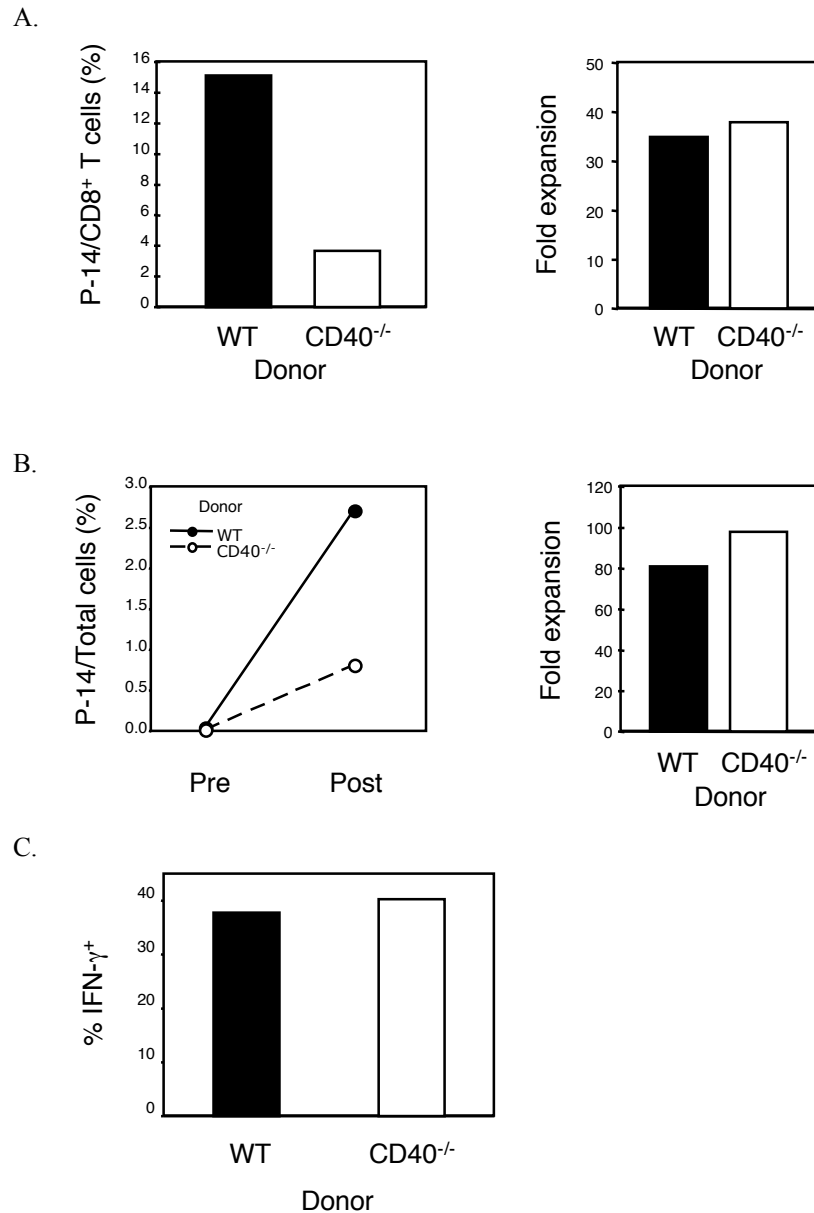 A.
P-14/CD8+ T cells (%)
16
14
12
10
8
6
4
2
0
WT CD40-/-
Donor
Fold expansion
50
40
30
20
10
0
WT CD40-/-
Donor
B.
P-14/Total cells (%)
3.0
2.5
2.0
1.5
1.0
0.5
0.0
Donor
WT
CD40-/-
Pre Post
Fold expansion
120
100
80
60
40
20
0
WT CD40-/-
Donor
C.
% IFN-γ+
40
30
20
10
0
WT CD40-/-
Donor